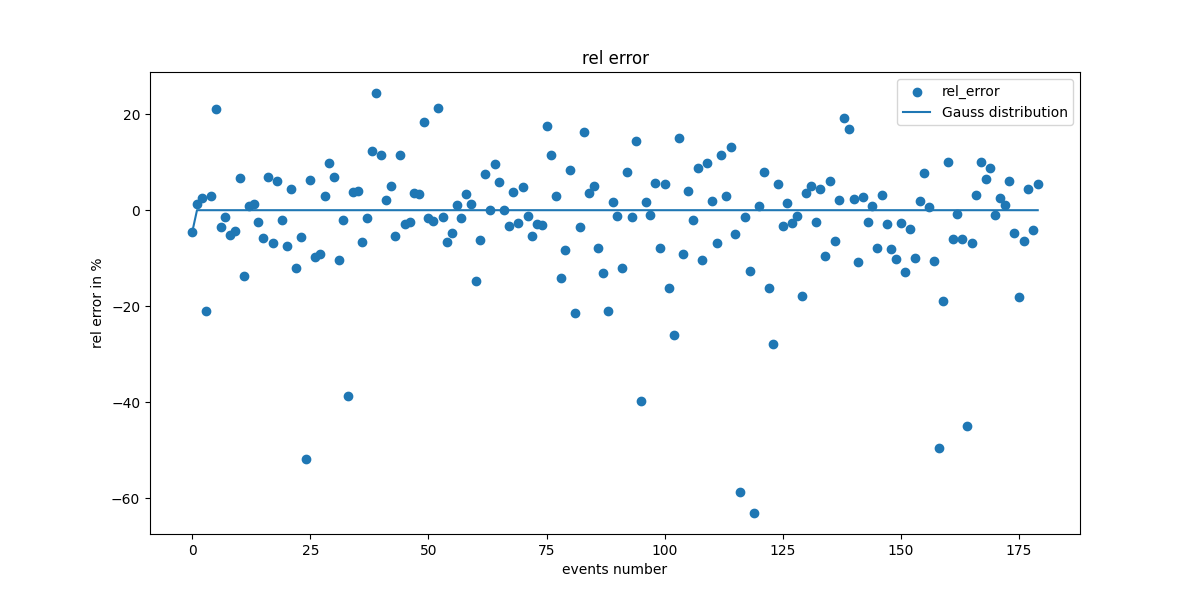 rel error
rel_error
Gauss distribution
rel error in %
20
0
−20
−40
−60
0
25
50
75
100
125
150
175
events number